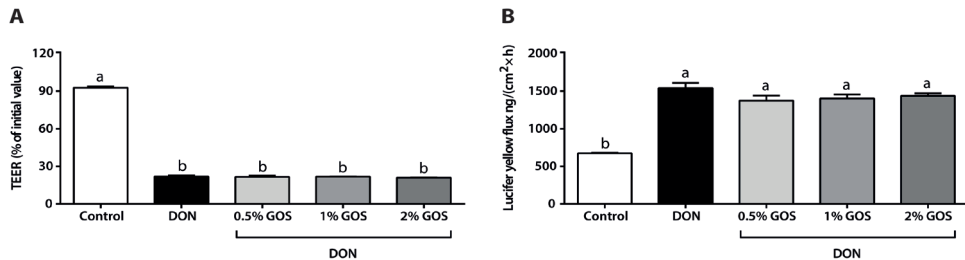 A
TEER (% of initial value)
120
90
60
30
0
a
b
b
b
b
Control
DON
0.5% GOS
1% GOS
2% GOS
DON
B
Lucifer yellow flux ng/(cm²× h)
2000
1500
1000
500
0
b
a
a
a
a
Control
DON
0.5% GOS
1% GOS
2% GOS
DON